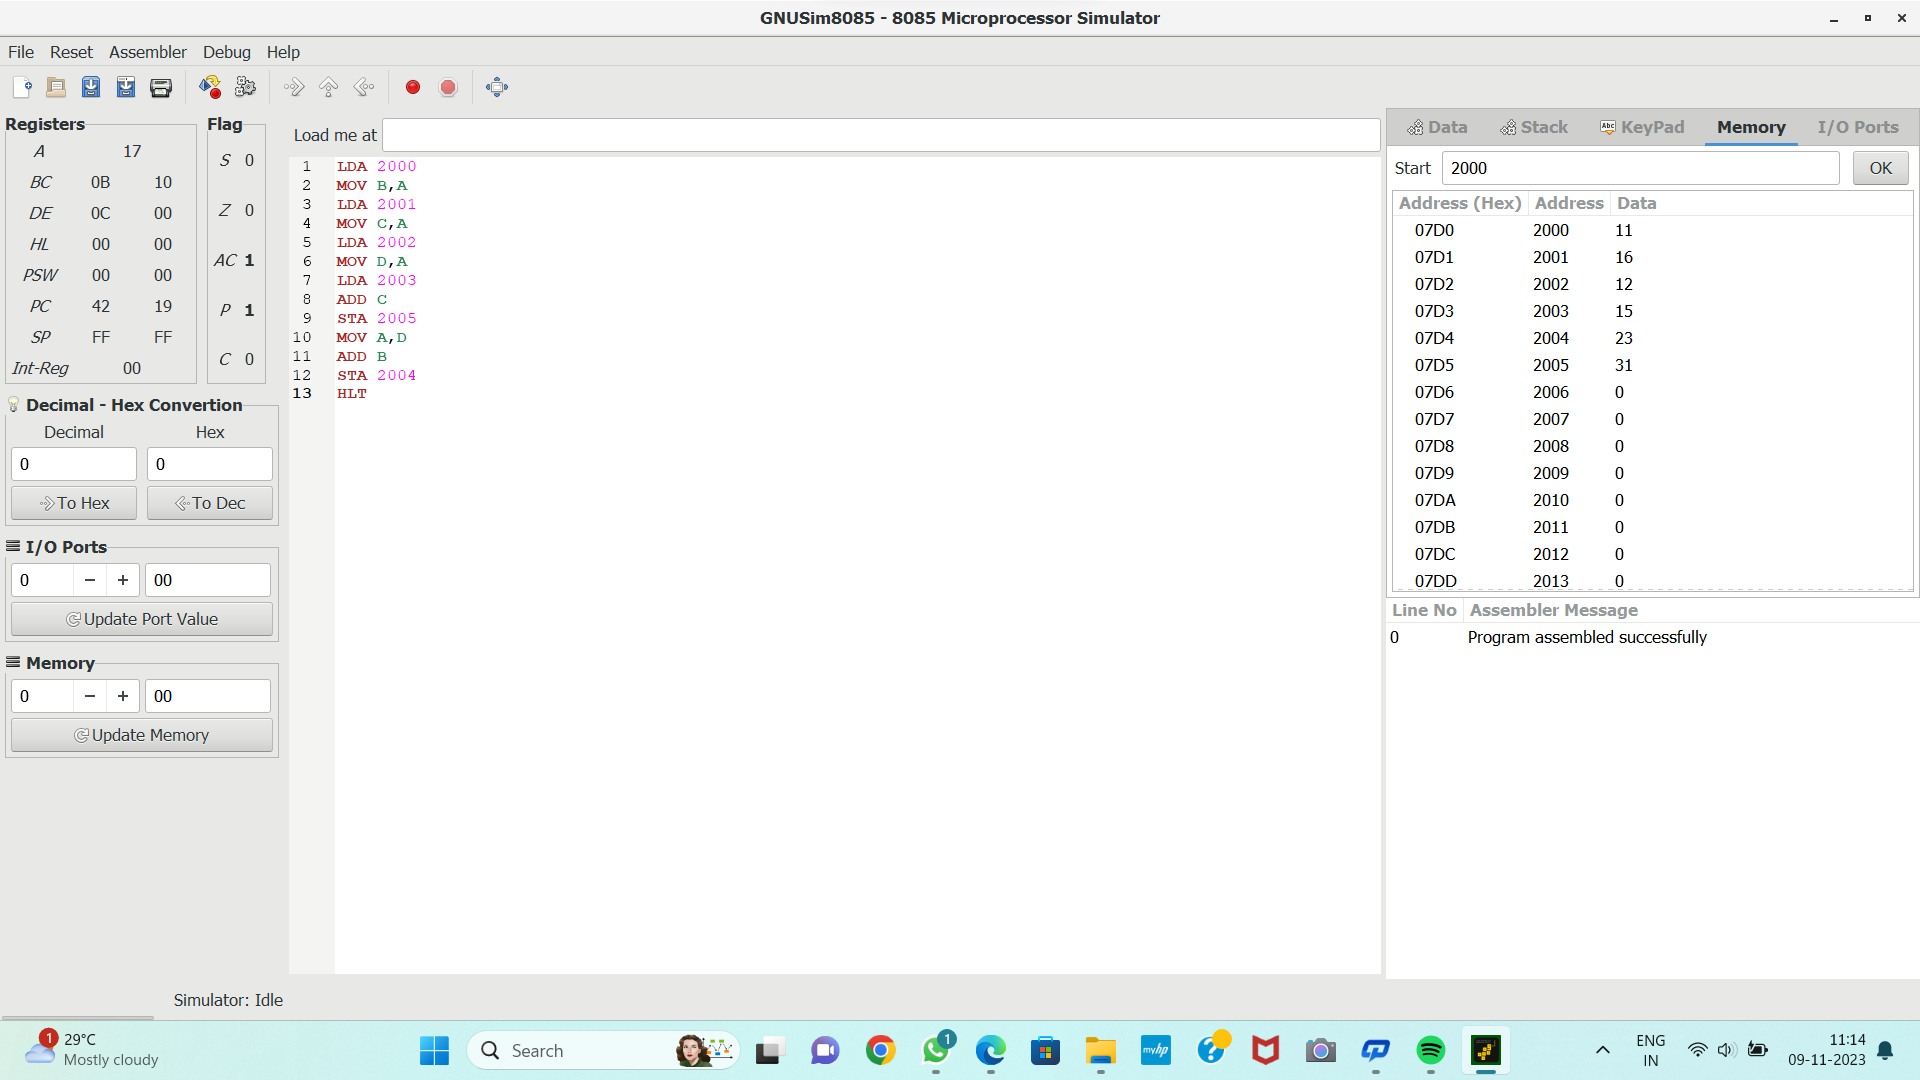 GNUSim8085 - 8085 Microprocessor Simulator
File Reset Assembler Debug Help
Registers
A 17
BC 0B 10
DE 0C 00
HL 00 00
PSW 00 00
PC 42 19
SP FF FF
Int-Reg 00
Flag
S 0
Z 0
AC 1
P 1
C 0
Decimal - Hex Convertion
Decimal Hex
0 0
To Hex To Dec
I/O Ports
0 − + 00
Update Port Value
Memory
0 − + 00
Update Memory
Load me at
1 LDA 2000
2 MOV B,A
3 LDA 2001
4 MOV C,A
5 LDA 2002
6 MOV D,A
7 LDA 2003
8 ADD C
9 STA 2005
10 MOV A,D
11 ADD B
12 STA 2004
13 HLT
Data Stack Abc KeyPad Memory I/O Ports
Start 2000 OK
Address (Hex) Address Data
07D0 2000 11
07D1 2001 16
07D2 2002 12
07D3 2003 15
07D4 2004 23
07D5 2005 31
07D6 2006 0
07D7 2007 0
07D8 2008 0
07D9 2009 0
07DA 2010 0
07DB 2011 0
07DC 2012 0
07DD 2013 0
Line No Assembler Message
0 Program assembled successfully
Simulator: Idle
1 29°C
Mostly cloudy
Search
1
myhp
?
ENG
IN
11:14
09-11-2023